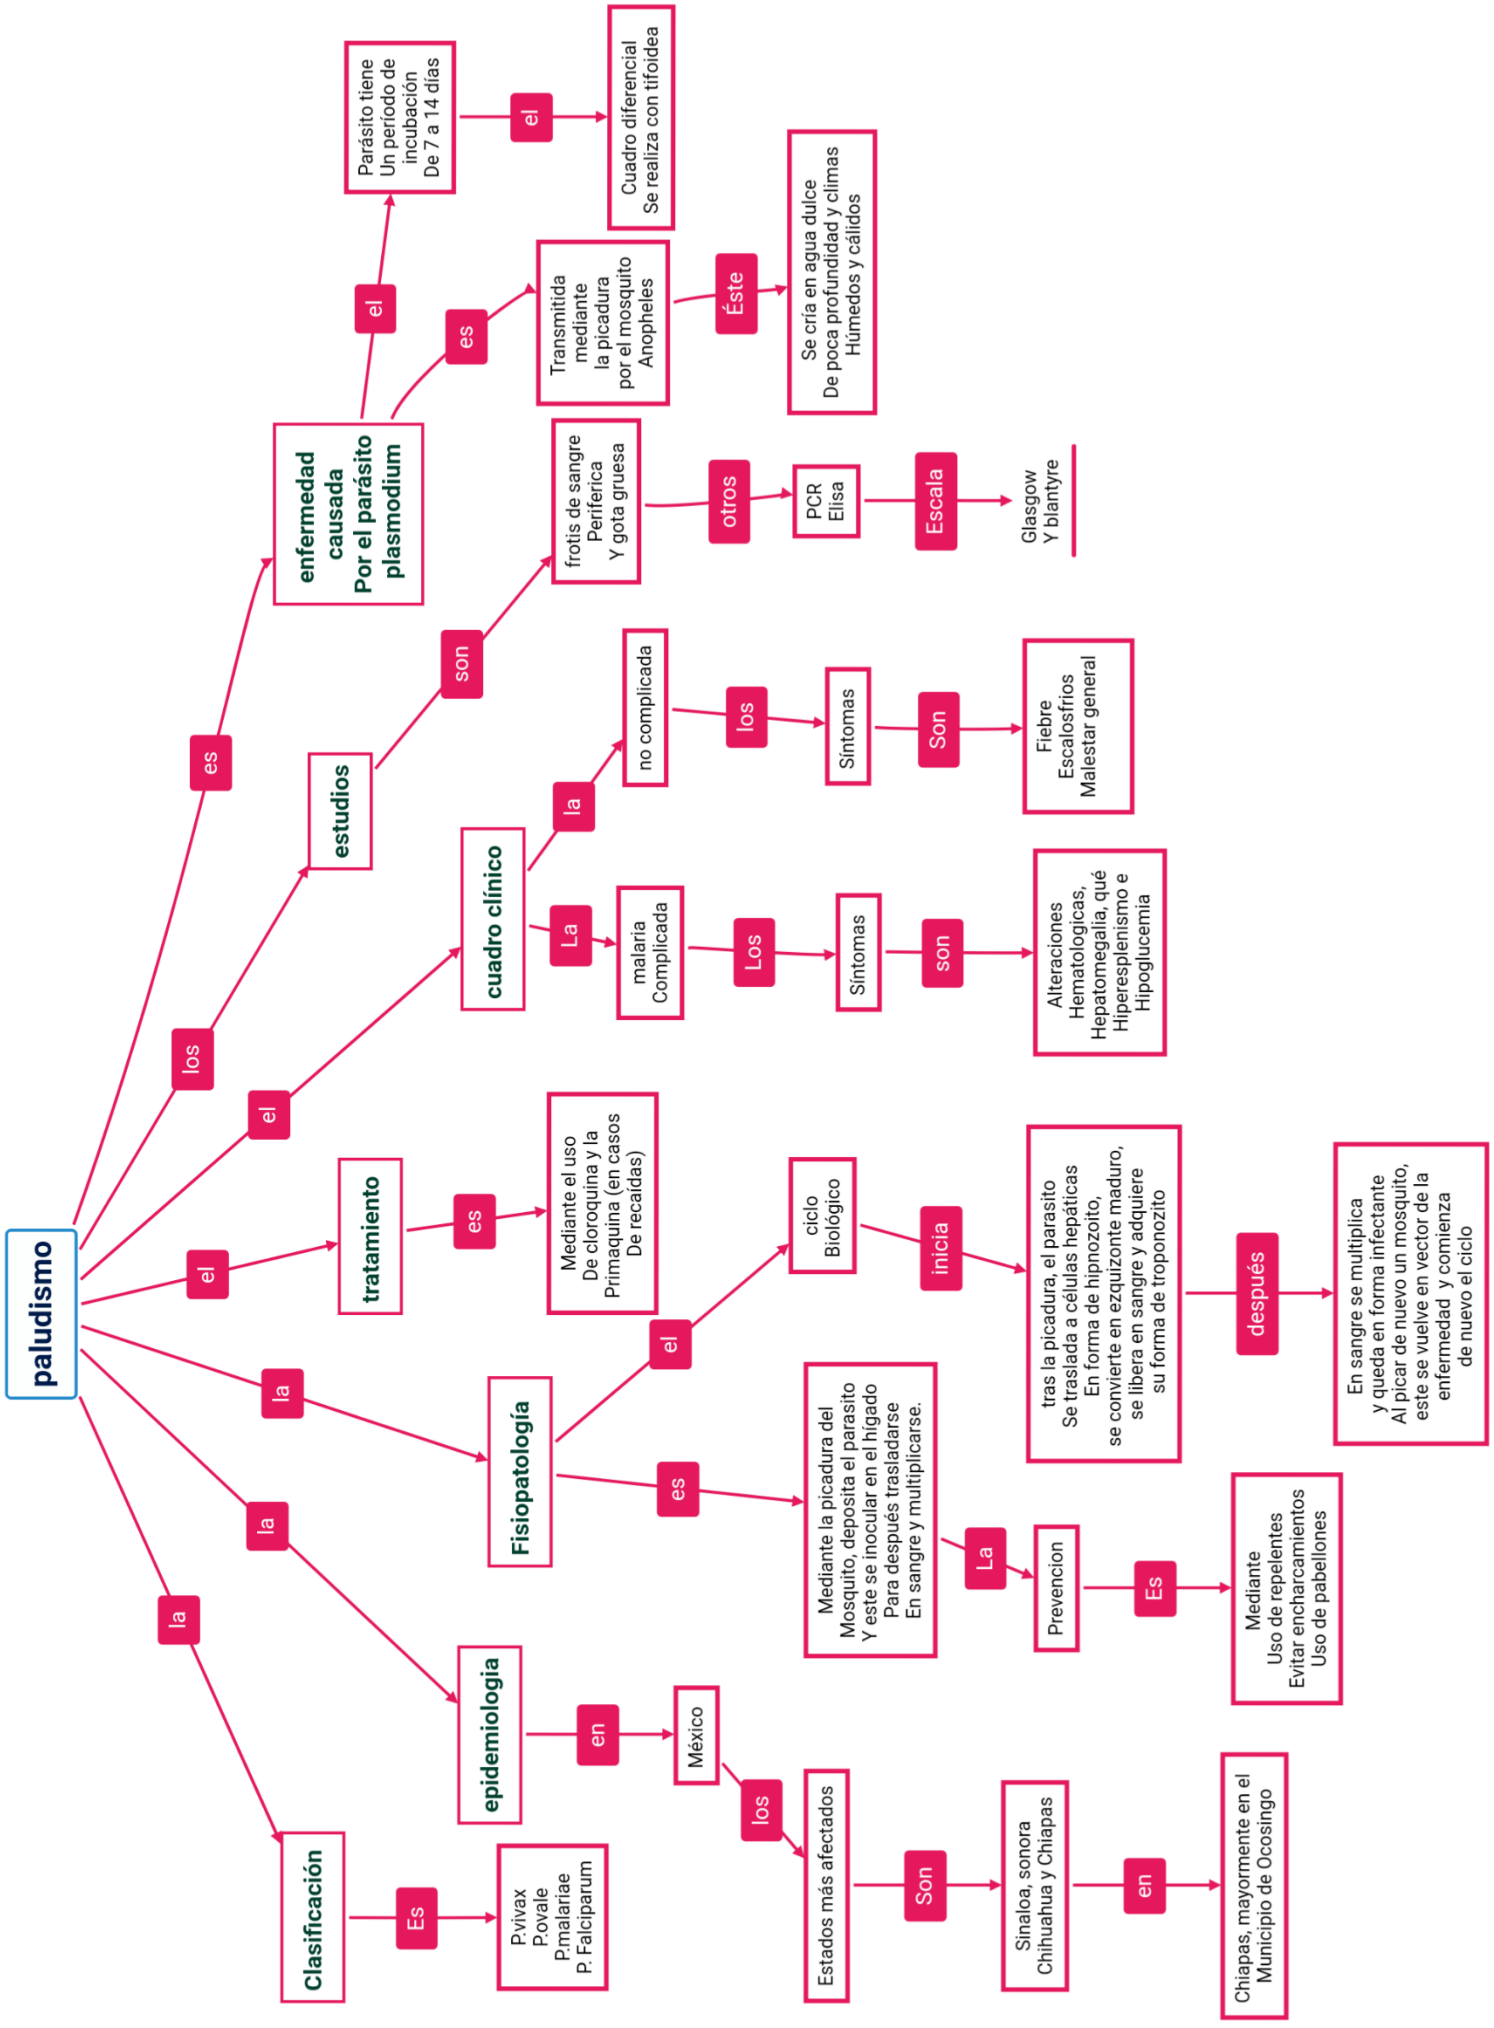 paludismo
la
Clasificación
Es
P.vivax
P.ovale
P.malariae
P. Falciparum
la
epidemiologia
en
México
los
Estados más afectados
Son
Sinaloa, sonora
Chihuahua y Chiapas
en
Chiapas, mayormente en el
Municipio de Ocosingo
la
Fisiopatología
es
Mediante la picadura del
Mosquito, deposita el parasito
Y este se inocular en el hígado
Para después trasladarse
En sangre y multiplicarse.
La
Prevencion
Es
Mediante
Uso de repelentes
Evitar encharcamientos
Uso de pabellones
el
ciclo
Biológico
inicia
tras la picadura, el parasito
Se traslada a células hepáticas
En forma de hipnozoito,
se convierte en ezquizonte maduro,
se libera en sangre y adquiere
su forma de troponozito
después
En sangre se multiplica
y queda en forma infectante
Al picar de nuevo un mosquito,
este se vuelve en vector de la
enfermedad y comienza
de nuevo el ciclo
el
tratamiento
es
Mediante el uso
De cloroquina y la
Primaquina (en casos
De recaídas)
el
cuadro clínico
La
malaria
Complicada
Los
Síntomas
son
Alteraciones
Hematologicas,
Hepatomegalia, qué
Hiperesplenismo e
Hipoglucemia
la
no complicada
los
Síntomas
Son
Fiebre
Escalosfrios
Malestar general
los
estudios
son
frotis de sangre
Periferica
Y gota gruesa
otros
PCR
Elisa
Escala
Glasgow
Y blantyre
es
enfermedad
causada
Por el parásito
plasmodium
es
Transmitida
mediante
la picadura
por el mosquito
Anopheles
Éste
Se cría en agua dulce
De poca profundidad y climas
Húmedos y cálidos
el
Parásito tiene
Un período de
incubación
De 7 a 14 días
el
Cuadro diferencial
Se realiza con tifoidea